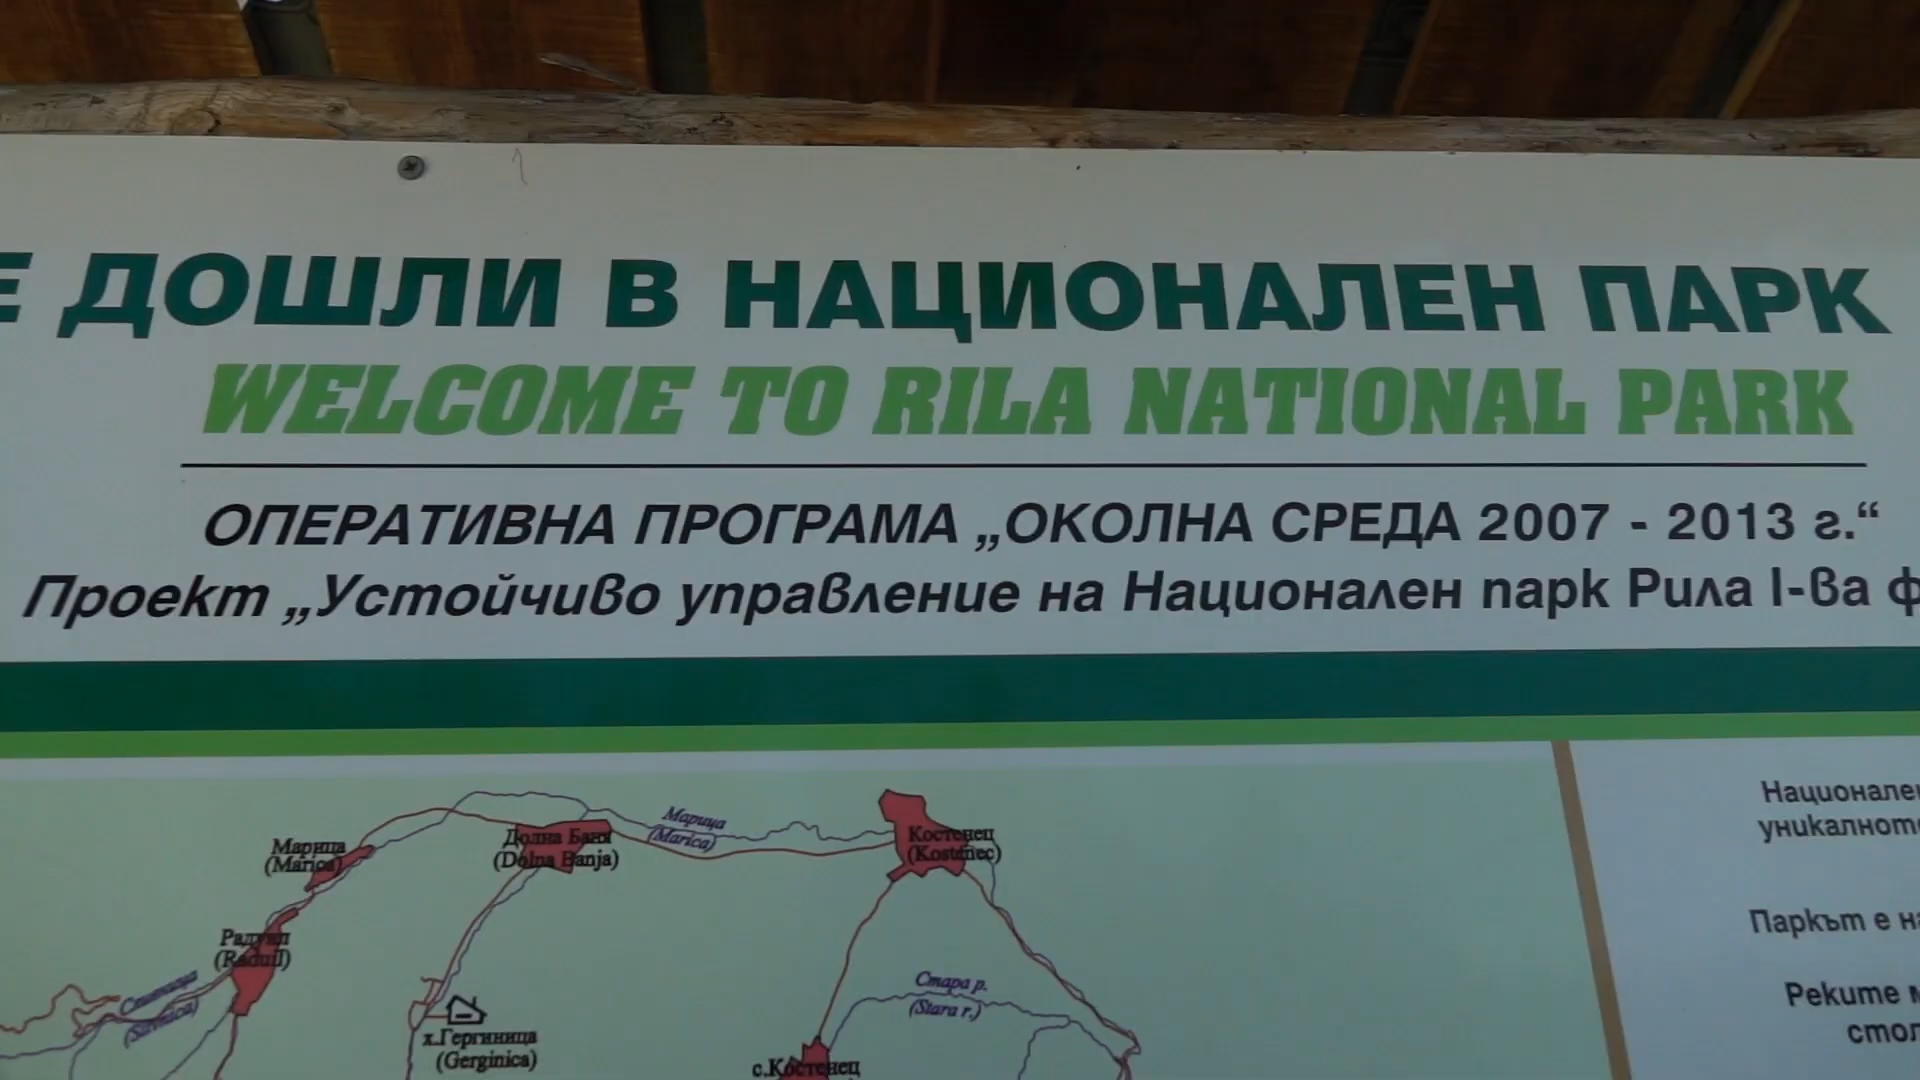 Е ДОШЛИ В НАЦИОНАЛЕН ПАРК
WELCOME TO RILA NATIONAL PARK
ОПЕРАТИВНА ПРОГРАМА „ОКОЛНА СРЕДА 2007 - 2013 г.“
Проект „Устойчиво управление на Национален парк Рила I-ва ф
Марица
(Marica)
Долна Баня
(Dolna Banja)
Марица
(Marica)
Костенец
(Kostenec)
Радуил
(Raduil)
х.Гергиница
(Gerginica)
Стара р.
(Stara r.)
с.Костенец
Национале
уникалнот
Паркът е н
Реките м
стол